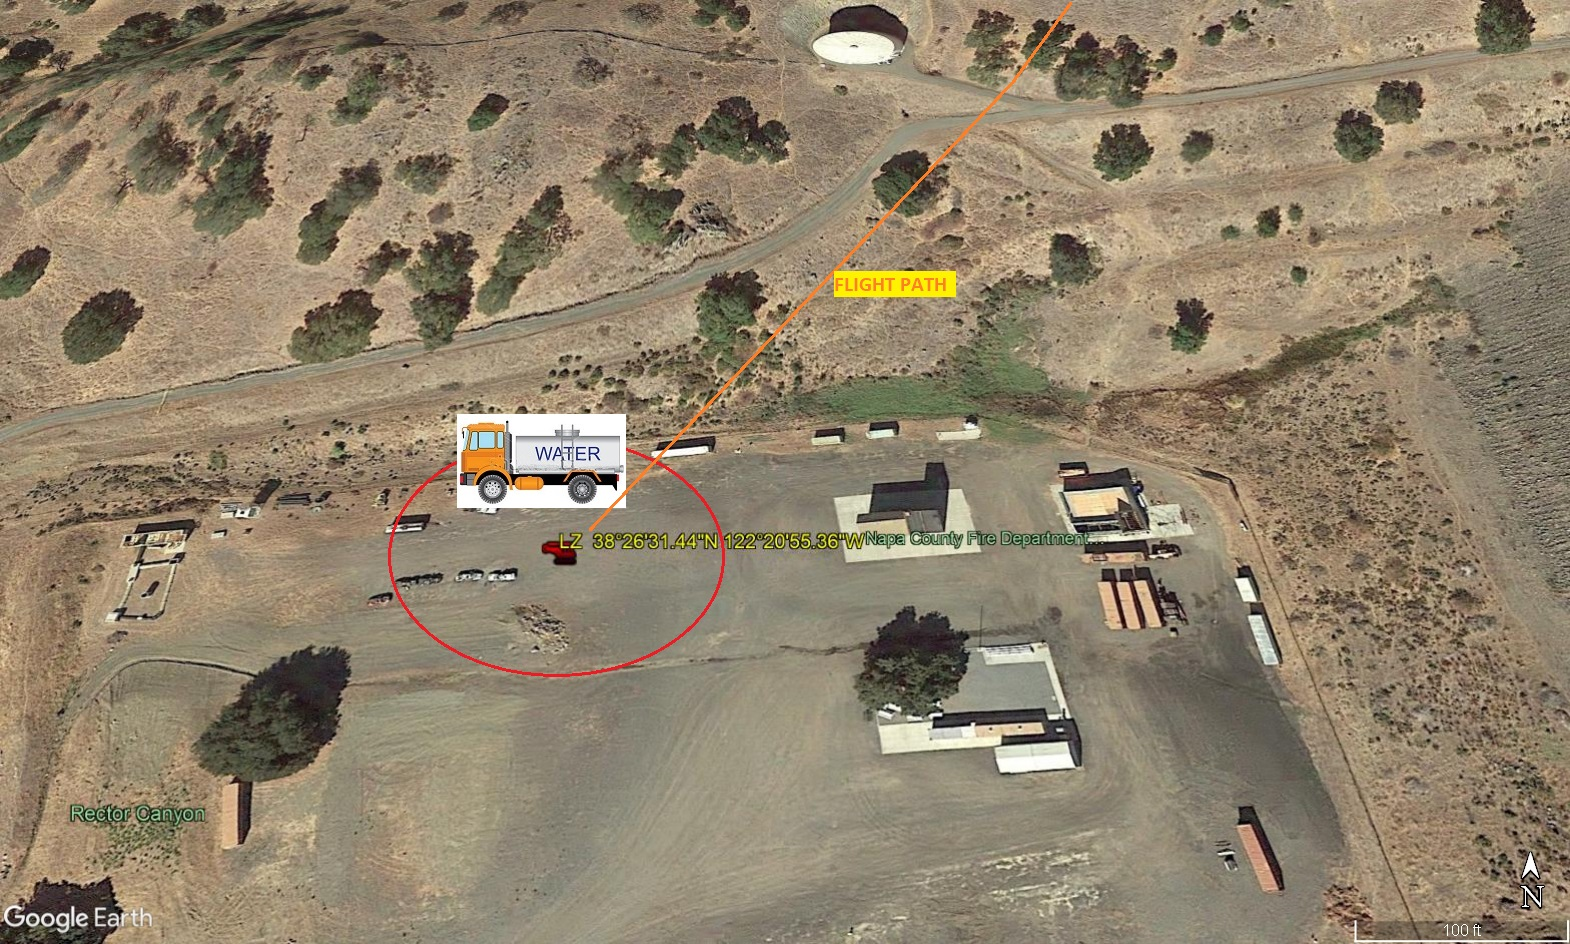 FLIGHT PATH
WATER
LZ 38°26'31.44"N 122°20'55.36"W
Napa County Fire Department...
Rector Canyon
Google Earth
N
100 ft